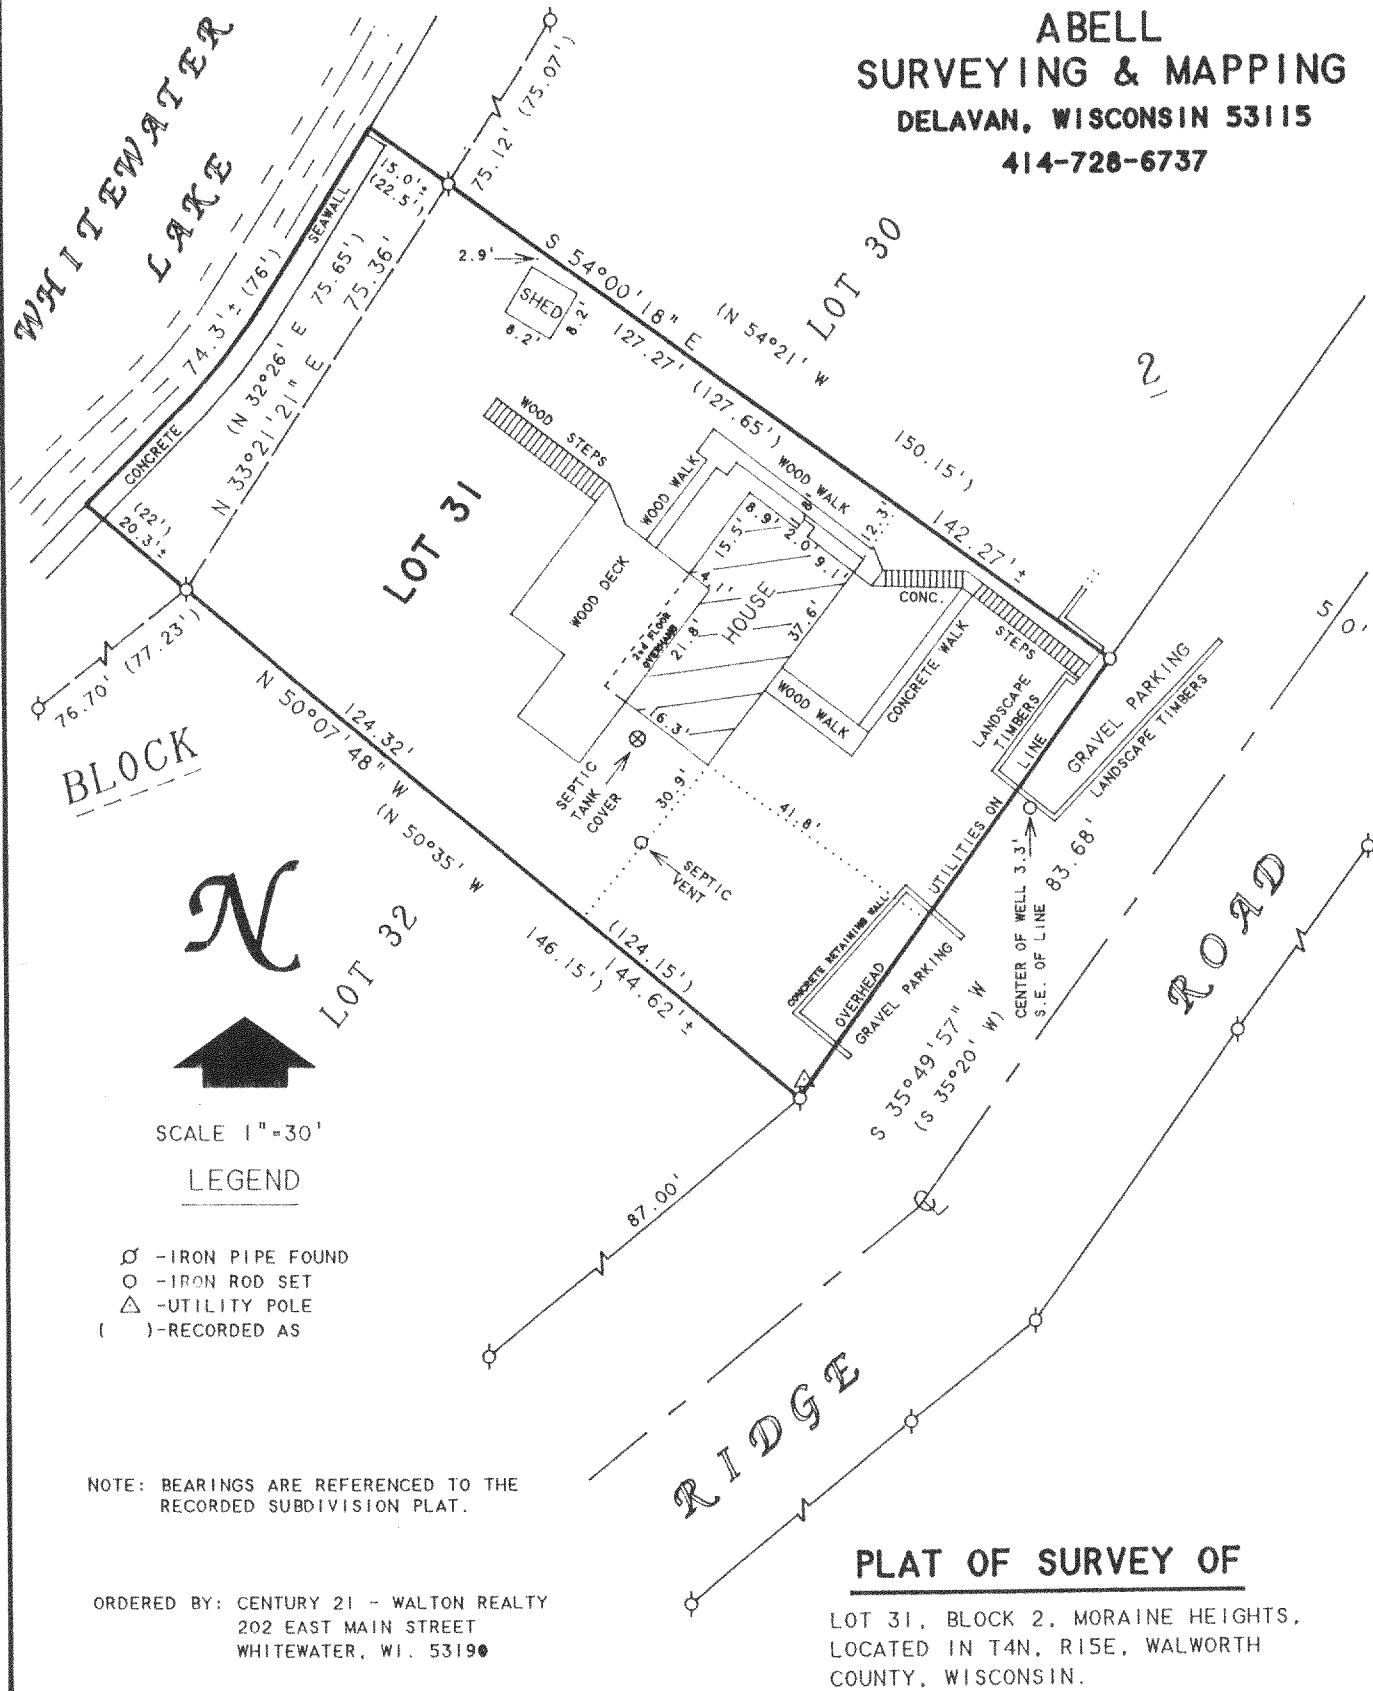 ABELL
SURVEYING & MAPPING
DELAVAN, WISCONSIN 53115
414-728-6737
WHITEWATER
LAKE
75.12' (75.07')
15.0'±
(22.5')
SEAWALL
CONCRETE
74.3'± (76')
(N 32°26' E 75.65')
N 33°21'21" E 75.36'
2.9'
SHED
8.2'
8.2'
S 54°00'18" E
127.27' (127.65')
(N 54°21' W
150.15')
142.27'±
LOT 30
2
50'
(22')
20.3'±
76.70' (77.23')
BLOCK
LOT 31
WOOD STEPS
WOOD WALK
WOOD WALK
WOOD DECK
8.9'
15.5'
2.0'
9.1'
12.3'
4.1'
HOUSE
2nd FLOOR
OVERHANG
21.8'
37.6'
16.3'
CONC.
STEPS
WOOD WALK
CONCRETE WALK
LANDSCAPE
TIMBERS
GRAVEL PARKING
LANDSCAPE TIMBERS
SEPTIC
TANK
COVER
30.9'
41.8'
SEPTIC
VENT
UTILITIES ON
LINE
OVERHEAD
CONCRETE RETAINING WALL
GRAVEL PARKING
CENTER OF WELL 3.3'
S.E. OF LINE
83.68'
S 35°49'57" W
(S 35°20' W)
124.32'
N 50°07'48" W
(N 50°35' W
146.15')
(124.15')
144.62'±
LOT 32
87.00'
RIDGE
ROAD
N
SCALE 1"=30'
LEGEND
-IRON PIPE FOUND
-IRON ROD SET
-UTILITY POLE
( )-RECORDED AS
NOTE: BEARINGS ARE REFERENCED TO THE
RECORDED SUBDIVISION PLAT.
ORDERED BY: CENTURY 21 - WALTON REALTY
202 EAST MAIN STREET
WHITEWATER, WI. 53190
PLAT OF SURVEY OF
LOT 31, BLOCK 2, MORAINE HEIGHTS,
LOCATED IN T4N, R15E, WALWORTH
COUNTY, WISCONSIN.